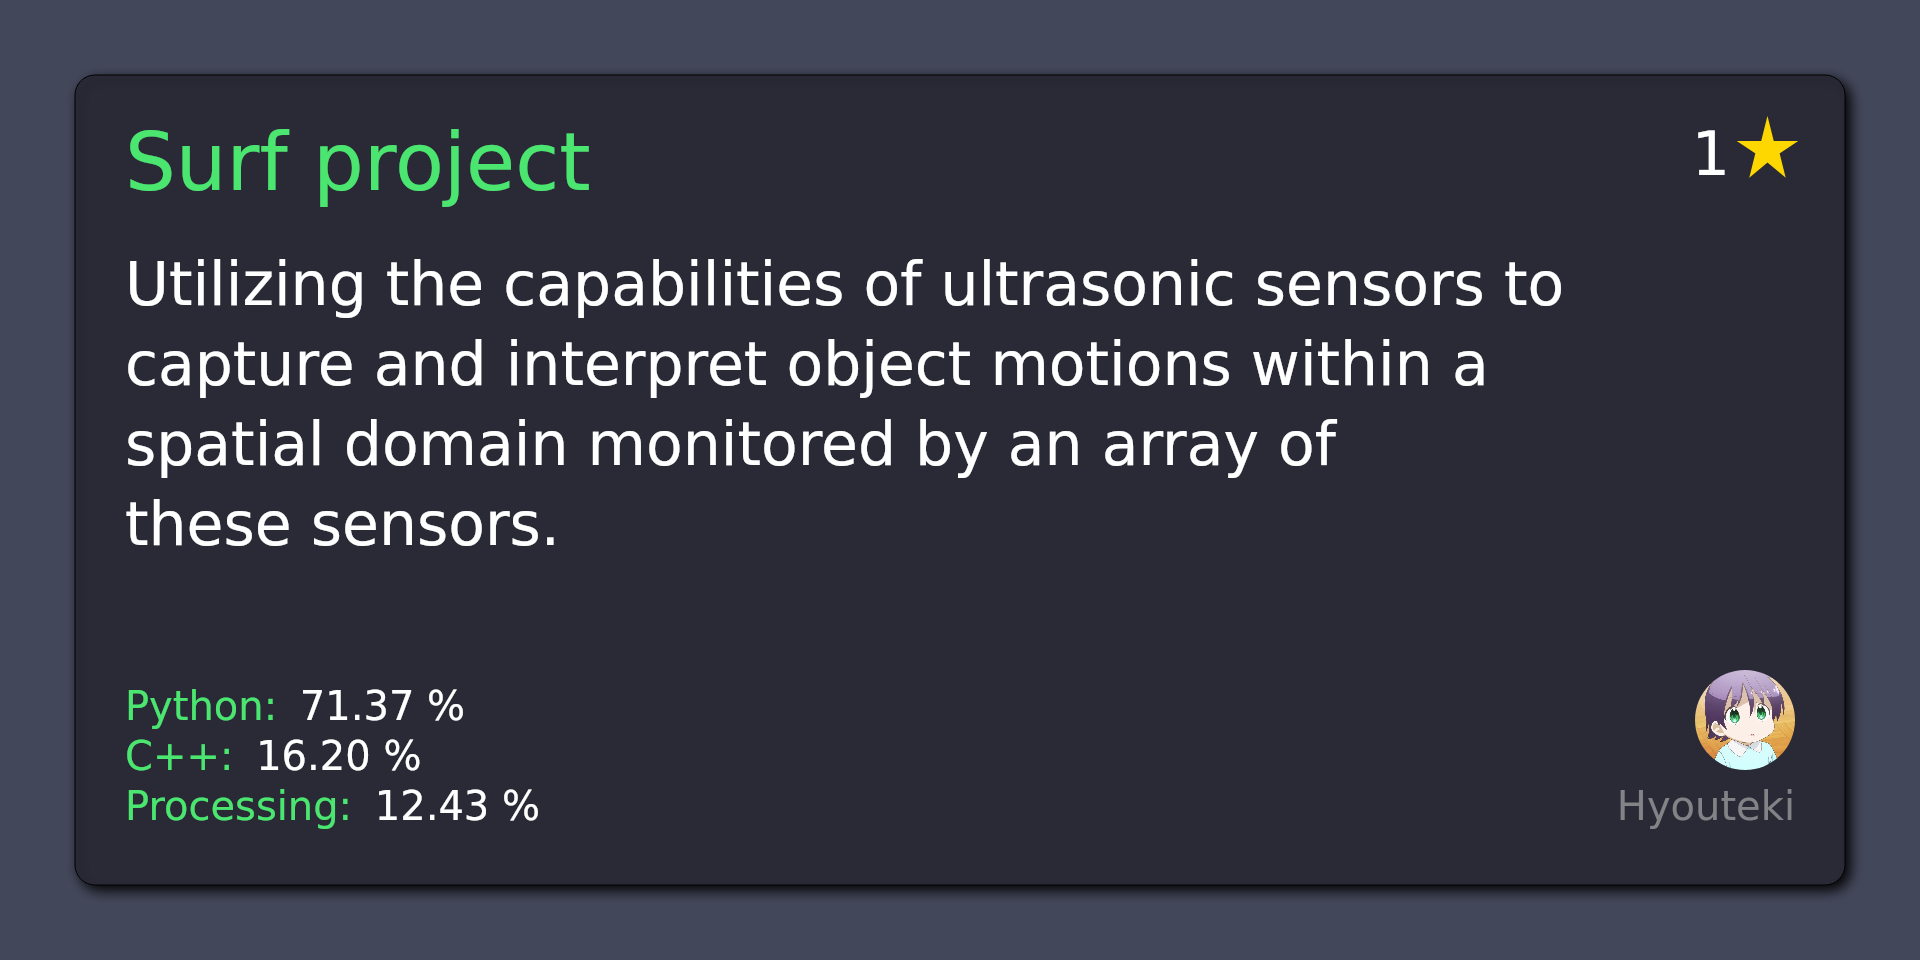 Surf project
1
Utilizing the capabilities of ultrasonic sensors to
capture and interpret object motions within a
spatial domain monitored by an array of
these sensors.
Python: 71.37 %
C++: 16.20 %
Processing: 12.43 %
Hyouteki